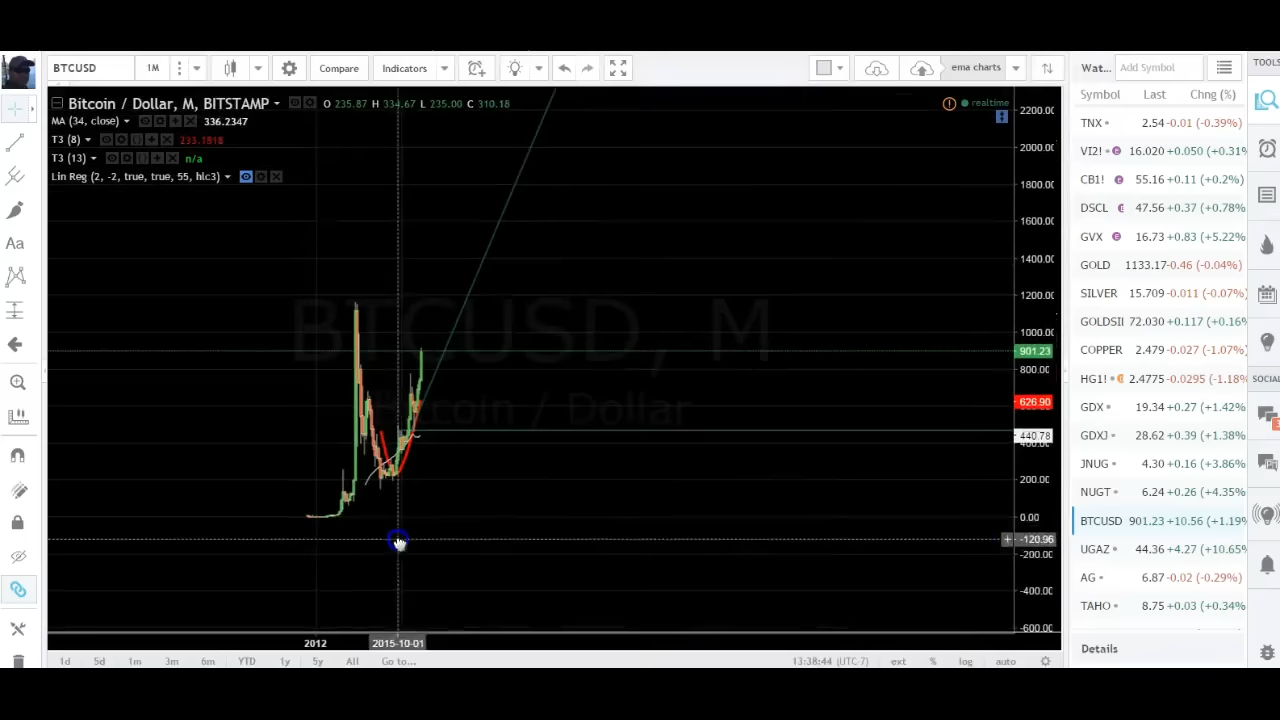 BTCUSD 1M Compare Indicators ema charts Wat... Add Symbol TOOLS
Bitcoin / Dollar, M, BITSTAMP O 235.87 H 334.67 L 235.00 C 310.18 realtime
MA (34, close) 336.2347
T3 (8) 233.1818
T3 (13) n/a
Lin Reg (2, -2, true, true, 55, hlc3)
BTCUSD, M
Bitcoin / Dollar
2200.00
2000.00
1800.00
1600.00
1400.00
1200.00
1000.00
901.23
800.00
626.90
440.78
400.00
200.00
0.00
-120.96
-200.00
-400.00
-600.00
2012 2015-10-01
1d 5d 1m 3m 6m YTD 1y 5y All Go to... 13:38:44 (UTC-7) ext % log auto
Symbol Last Chng (%)
TNX 2.54 -0.01 (-0.39%)
VI2! 16.020 +0.050 (+0.31%
CB1! 55.16 +0.11 (+0.2%)
DSCL 47.56 +0.37 (+0.78%
GVX 16.73 +0.83 (+5.22%
GOLD 1133.17 -0.46 (-0.04%)
SILVER 15.709 -0.011 (-0.07%)
GOLDSII 72.030 +0.117 (+0.16%
COPPER 2.479 -0.027 (-1.07%)
HG1! 2.4775 -0.0295 (-1.18%
SOCIAL
GDX 19.34 +0.27 (+1.42%
GDXJ 28.62 +0.39 (+1.38%
JNUG 4.30 +0.16 (+3.86%
NUGT 6.24 +0.26 (+4.35%
BTCUSD 901.23 +10.56 (+1.19%
UGAZ 44.36 +4.27 (+10.65%
AG 6.87 -0.02 (-0.29%)
TAHO 8.75 +0.03 (+0.34%
Details